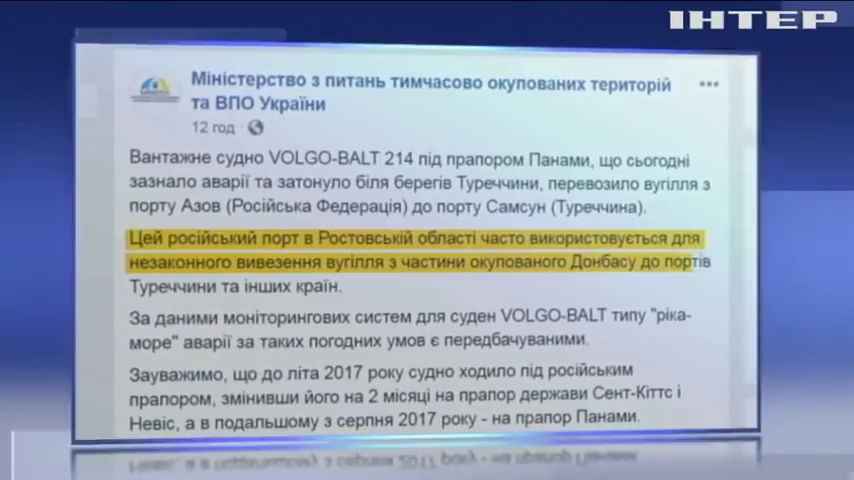 ІНТЕР
Міністерство з питань тимчасово окупованих територій
та ВПО України
12 год
Вантажне судно VOLGO-BALT 214 під прапором Панами, що сьогодні
зазнало аварії та затонуло біля берегів Туреччини, перевозило вугілля з
порту Азов (Російська Федерація) до порту Самсун (Туреччина).
Цей російський порт в Ростовській області часто використовується для
незаконного вивезення вугілля з частини окупованого Донбасу до портів
Туреччини та інших країн.
За даними моніторингових систем для суден VOLGO-BALT типу "ріка-
море" аварії за таких погодних умов є передбачуваними.
Зауважимо, що до літа 2017 року судно ходило під російським
прапором, змінивши його на 2 місяці на прапор держави Сент-Кіттс і
Невіс, а в подальшому з серпня 2017 року - на прапор Панами.